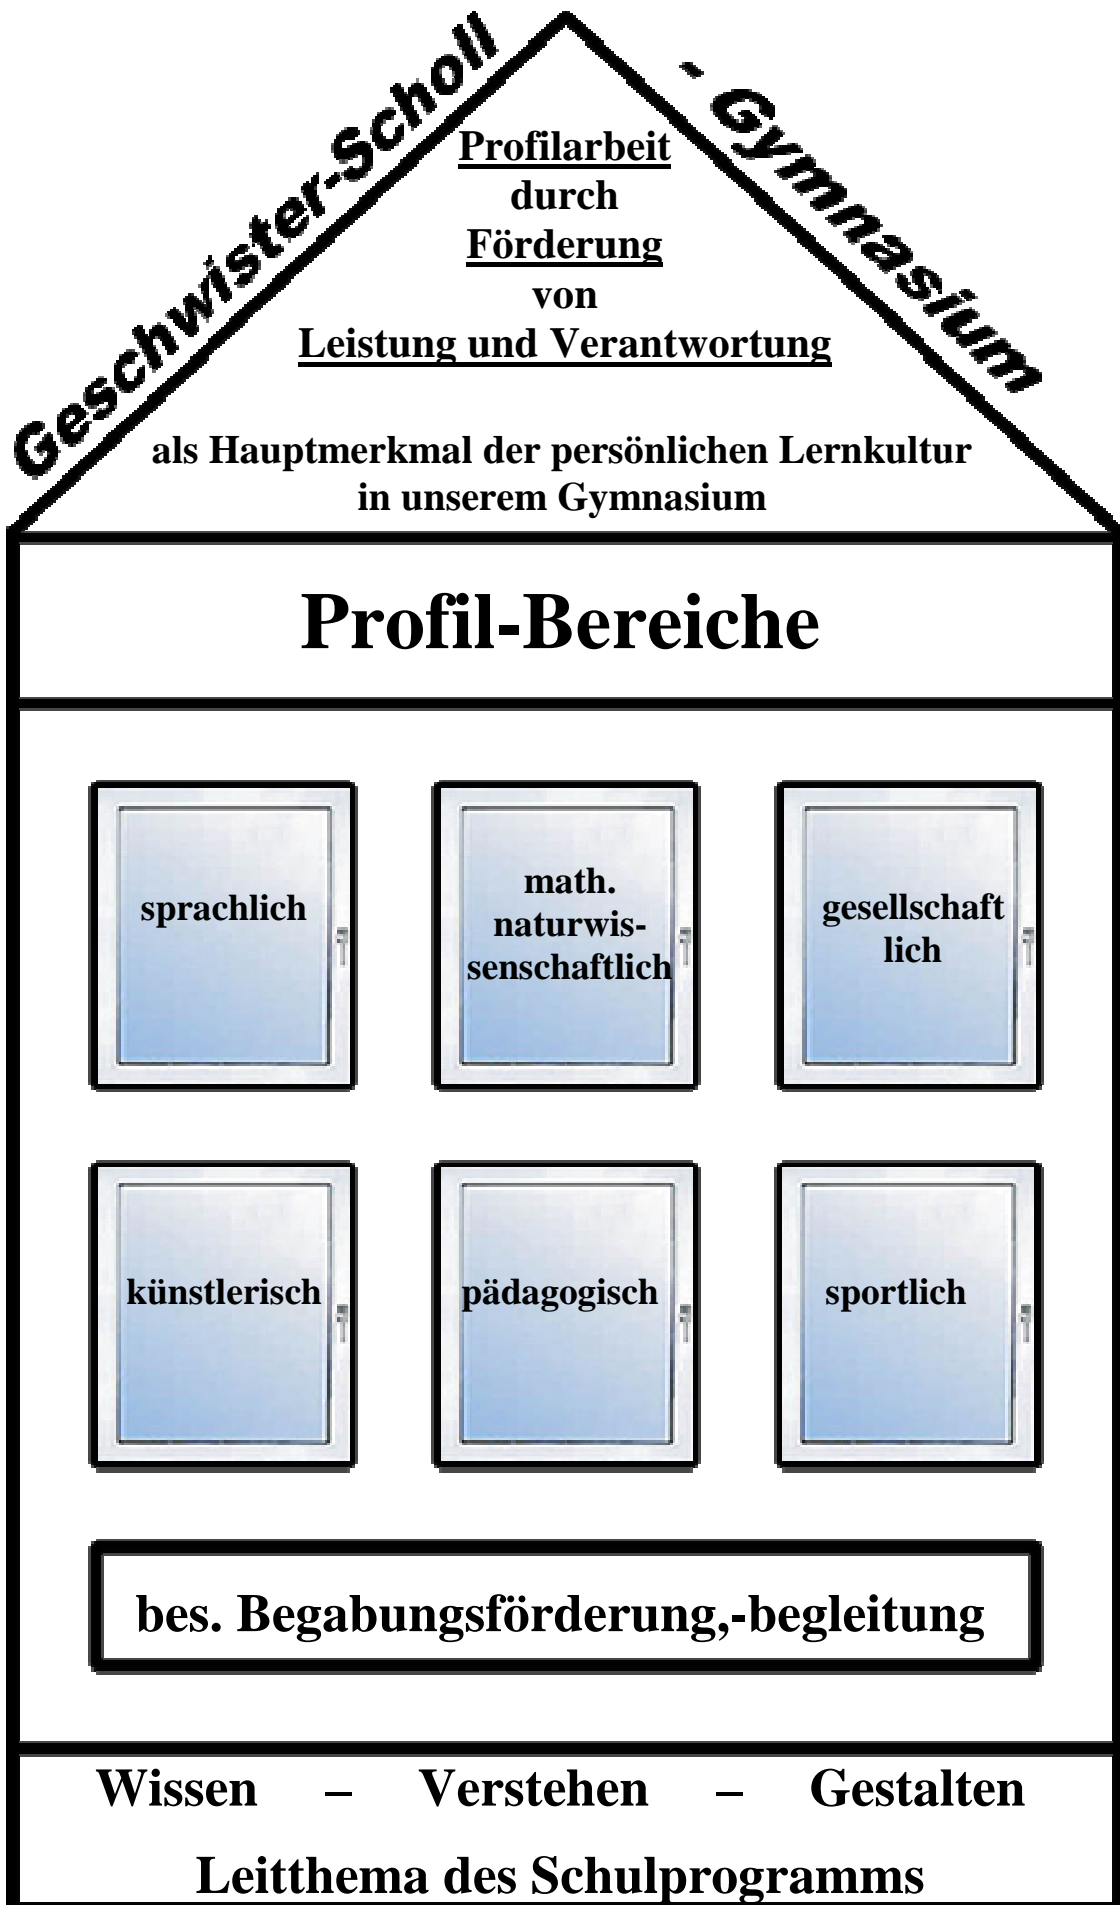 Geschwister-Scholl
- Gymnasium
Profilarbeit
durch
Förderung
von
Leistung und Verantwortung
als Hauptmerkmal der persönlichen Lernkultur
in unserem Gymnasium
Profil-Bereiche
sprachlich
math.
naturwis-
senschaftlich
gesellschaft
lich
künstlerisch
pädagogisch
sportlich
bes. Begabungsförderung,-begleitung
Wissen – Verstehen – Gestalten
Leitthema des Schulprogramms